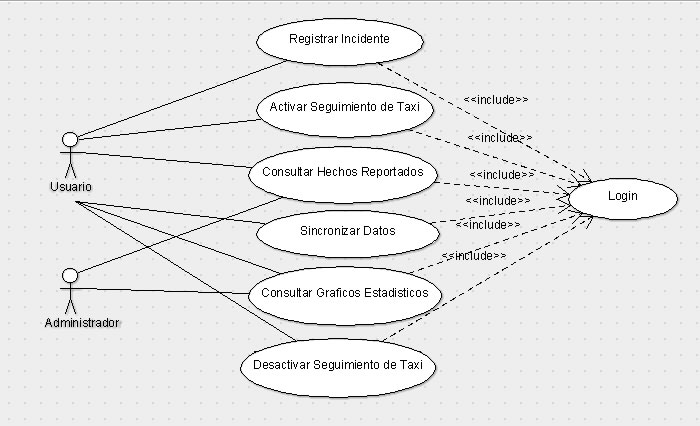 Registrar Incidente
<<include>>
Activar Seguimiento de Taxi
<<include>>
Consultar Hechos Reportados
<<include>>
Usuario
Login
Sincronizar Datos
<<include>>
<<include>>
Consultar Graficos Estadisticos
Administrador
Desactivar Seguimiento de Taxi